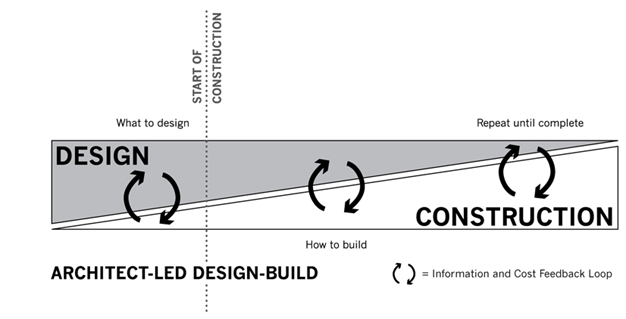 START OF
CONSTRUCTION
What to design
Repeat until complete
DESIGN
CONSTRUCTION
How to build
ARCHITECT-LED DESIGN-BUILD
= Information and Cost Feedback Loop